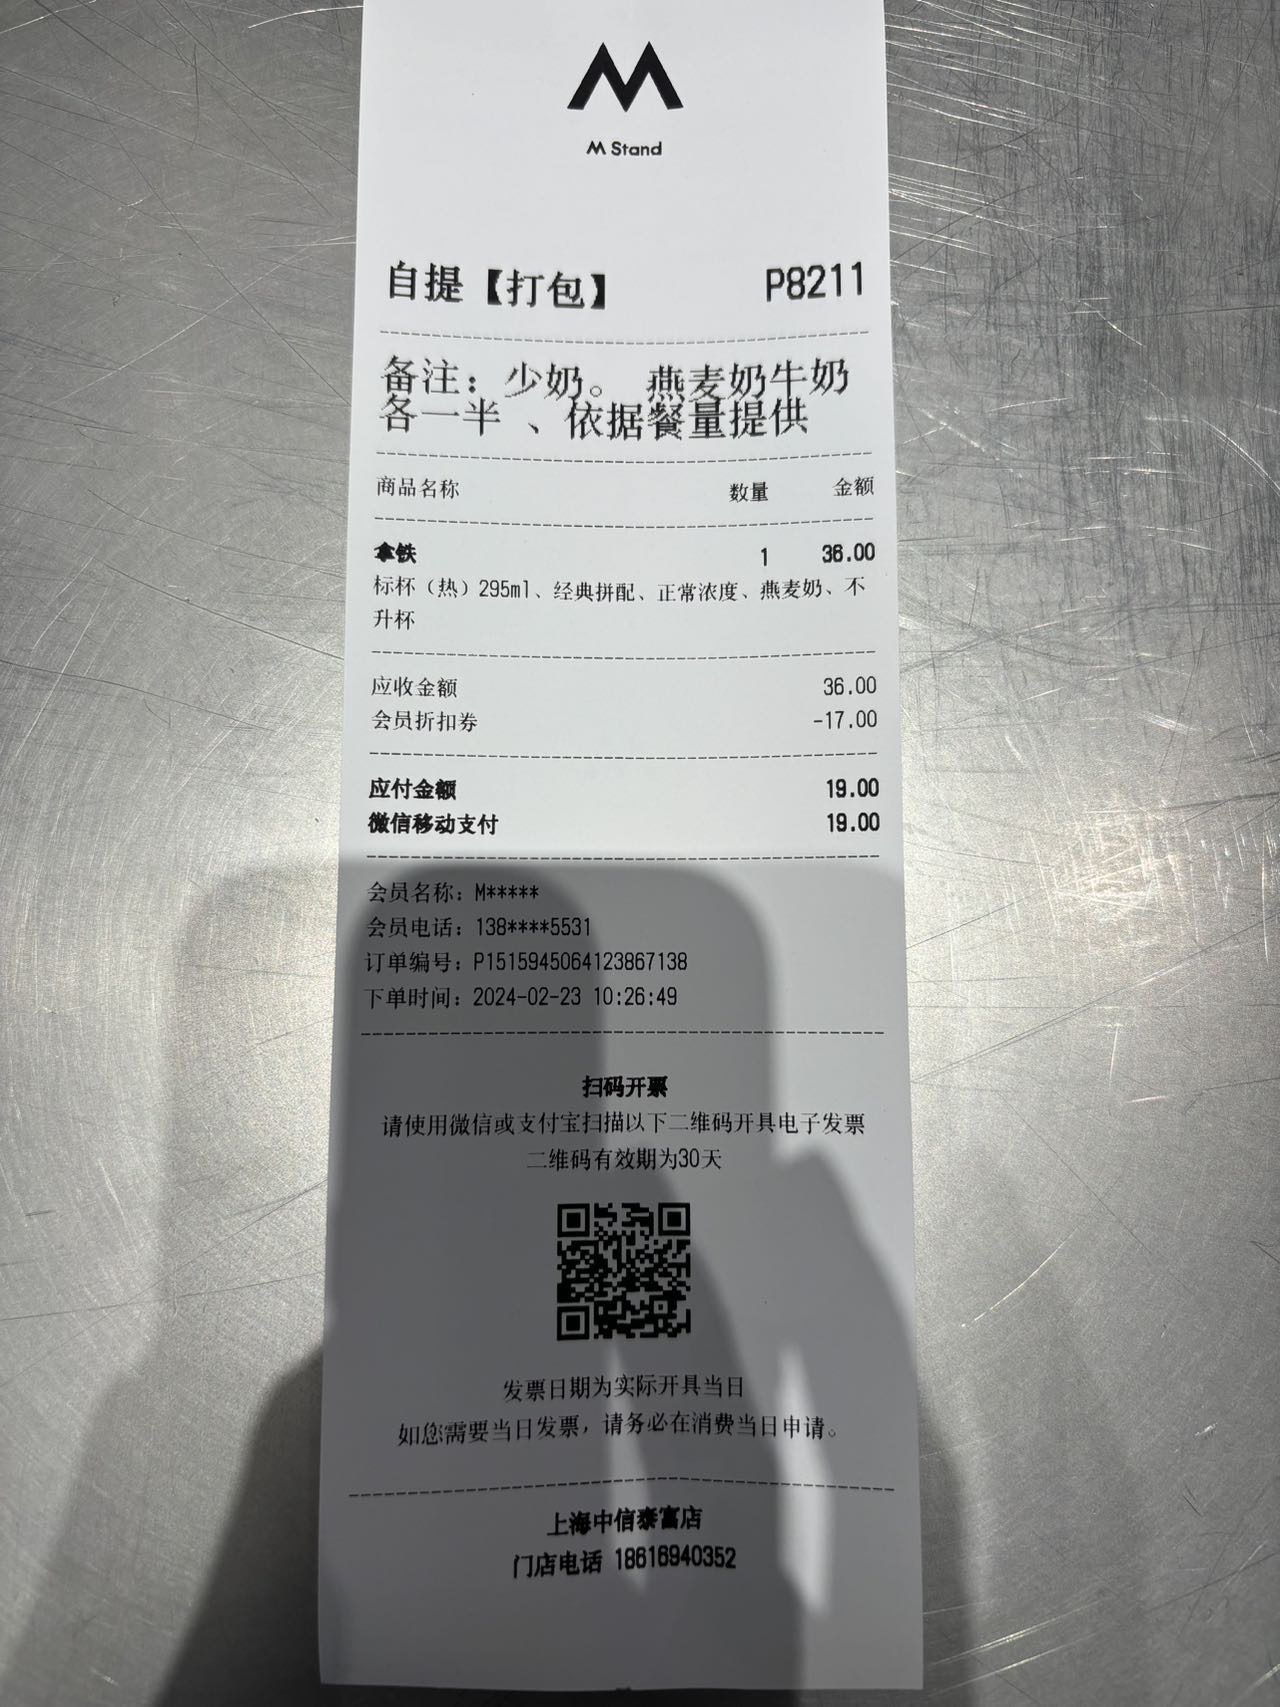 M Stand
自提【打包】 P8211
备注：少奶。 燕麦奶牛奶
各一半 、依据餐量提供
商品名称 数量 金额
拿铁 1 36.00
标杯（热）295ml、经典拼配、正常浓度、燕麦奶、不
升杯
应收金额 36.00
会员折扣券 -17.00
应付金额 19.00
微信移动支付 19.00
会员名称：M*****
会员电话：138****5531
订单编号：P1515945064123867138
下单时间：2024-02-23 10:26:49
扫码开票
请使用微信或支付宝扫描以下二维码开具电子发票
二维码有效期为30天
发票日期为实际开具当日
如您需要当日发票，请务必在消费当日申请。
上海中信泰富店
门店电话 18616940352